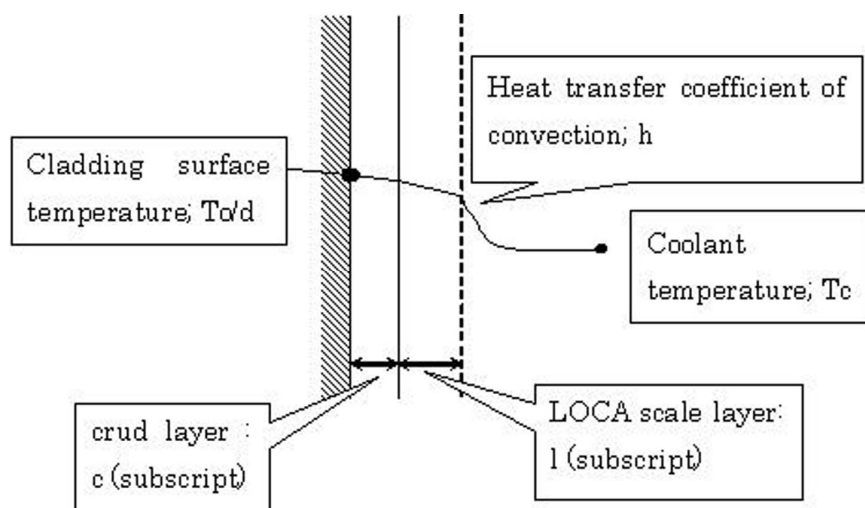 Heat transfer coefficient of
convection; h
Cladding surface
temperature; To/d
Coolant
temperature; Tc
crud layer :
c (subscript)
LOCA scale layer:
l (subscript)